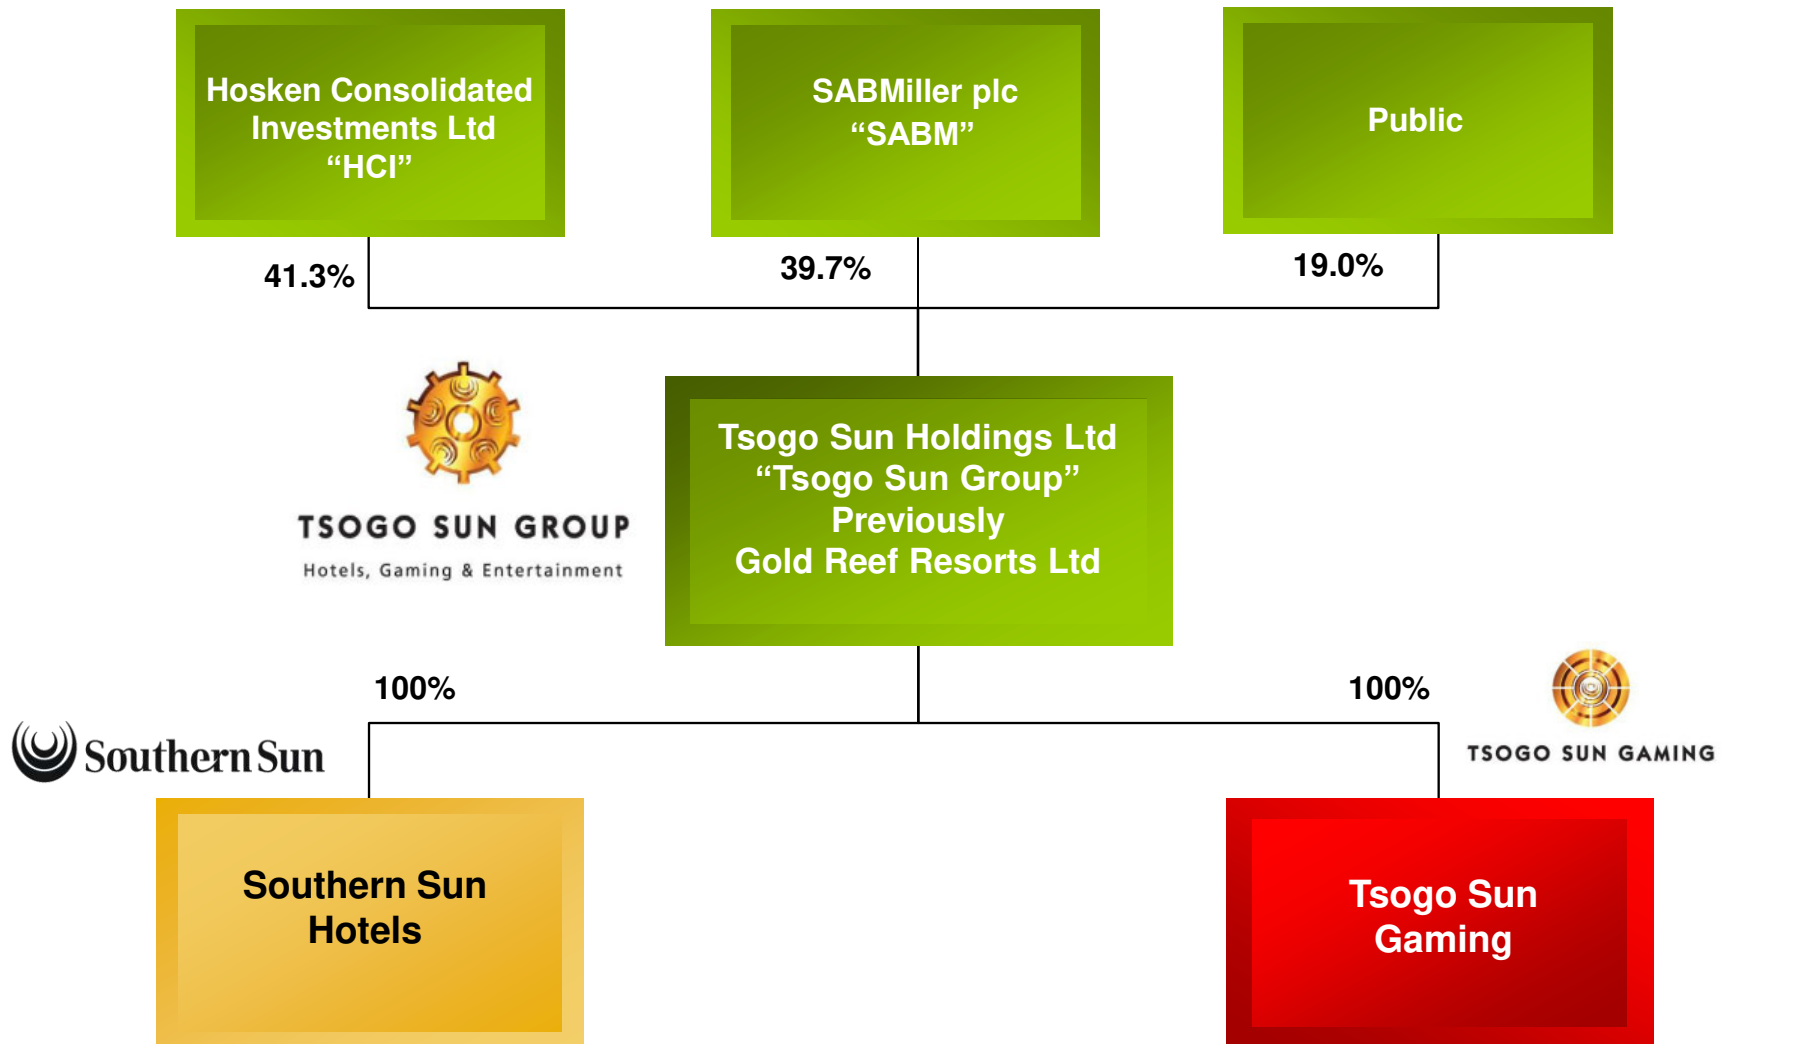 Hosken Consolidated
Investments Ltd
“HCI”
SABMiller plc
“SABM”
Public
41.3%
39.7%
19.0%
TSOGO SUN GROUP
Hotels, Gaming & Entertainment
Tsogo Sun Holdings Ltd
“Tsogo Sun Group”
Previously
Gold Reef Resorts Ltd
100%
100%
Southern Sun
TSOGO SUN GAMING
Southern Sun
Hotels
Tsogo Sun
Gaming